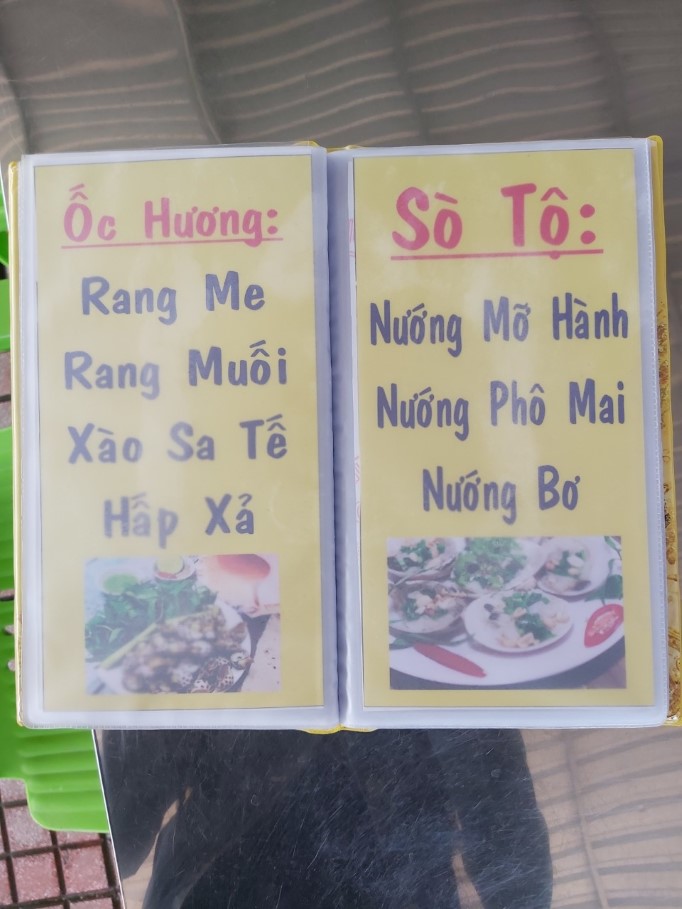 Ốc Hương:
Rang Me
Rang Muối
Xào Sa Tế
Hấp Xả
Sò Tộ:
Nướng Mỡ Hành
Nướng Phô Mai
Nướng Bơ